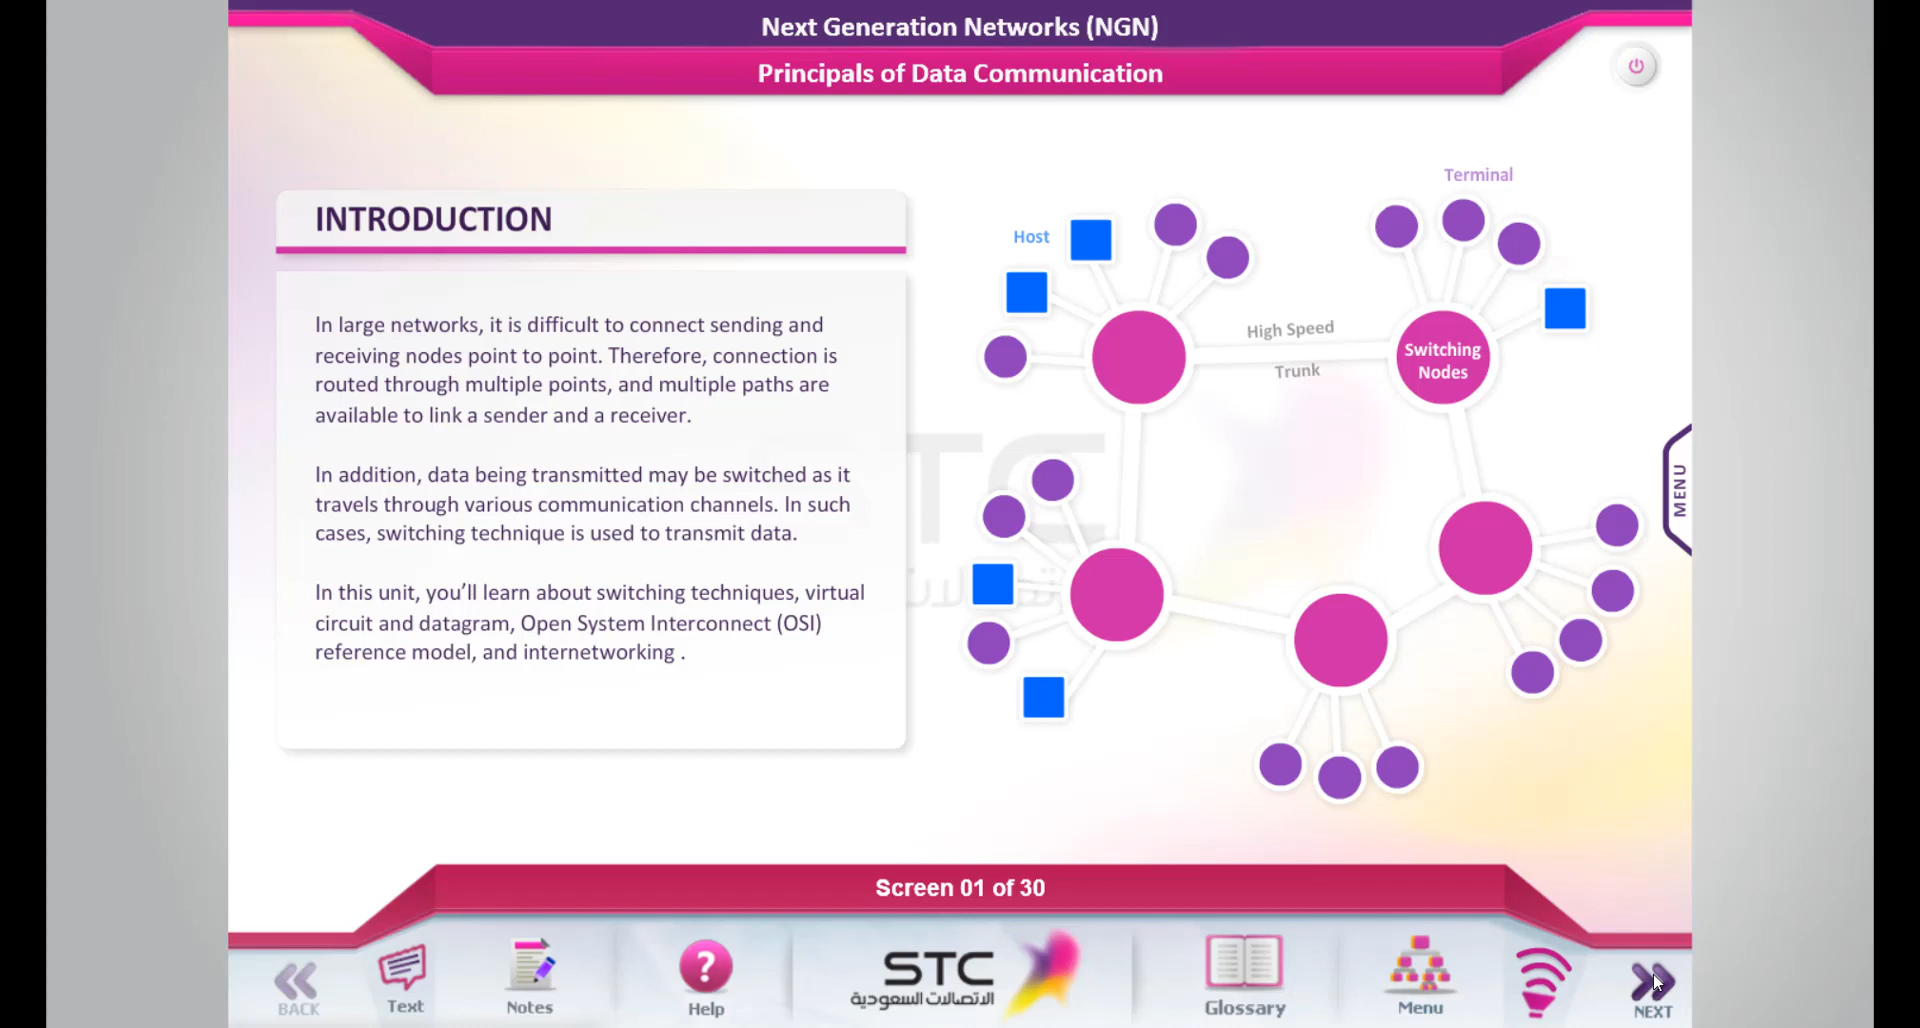 Next Generation Networks (NGN)
Principals of Data Communication
INTRODUCTION
In large networks, it is difficult to connect sending and
receiving nodes point to point. Therefore, connection is
routed through multiple points, and multiple paths are
available to link a sender and a receiver.
In addition, data being transmitted may be switched as it
travels through various communication channels. In such
cases, switching technique is used to transmit data.
In this unit, you’ll learn about switching techniques, virtual
circuit and datagram, Open System Interconnect (OSI)
reference model, and internetworking .
Terminal
Host
High Speed
Trunk
Switching
Nodes
MENU
Screen 01 of 30
BACK
Text
Notes
?
Help
STC
الاتصالات السعودية
Glossary
Menu
NEXT